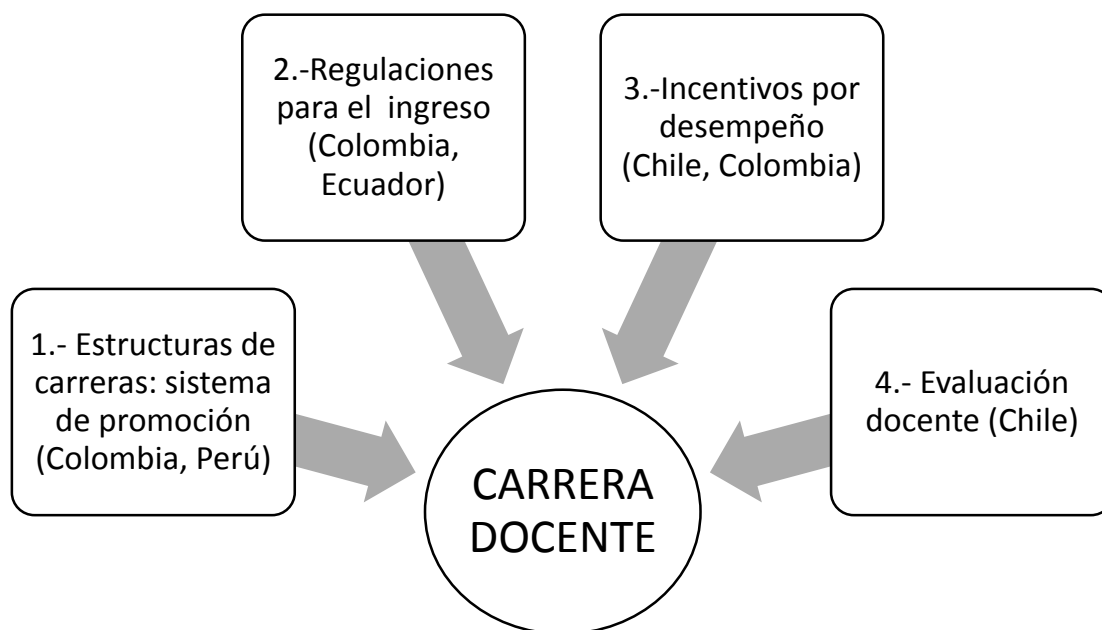 2.-Regulaciones
para el ingreso
(Colombia,
Ecuador)
3.-Incentivos por
desempeño
(Chile, Colombia)
1.- Estructuras de
carreras: sistema
de promoción
(Colombia, Perú)
4.- Evaluación
docente (Chile)
CARRERA
DOCENTE